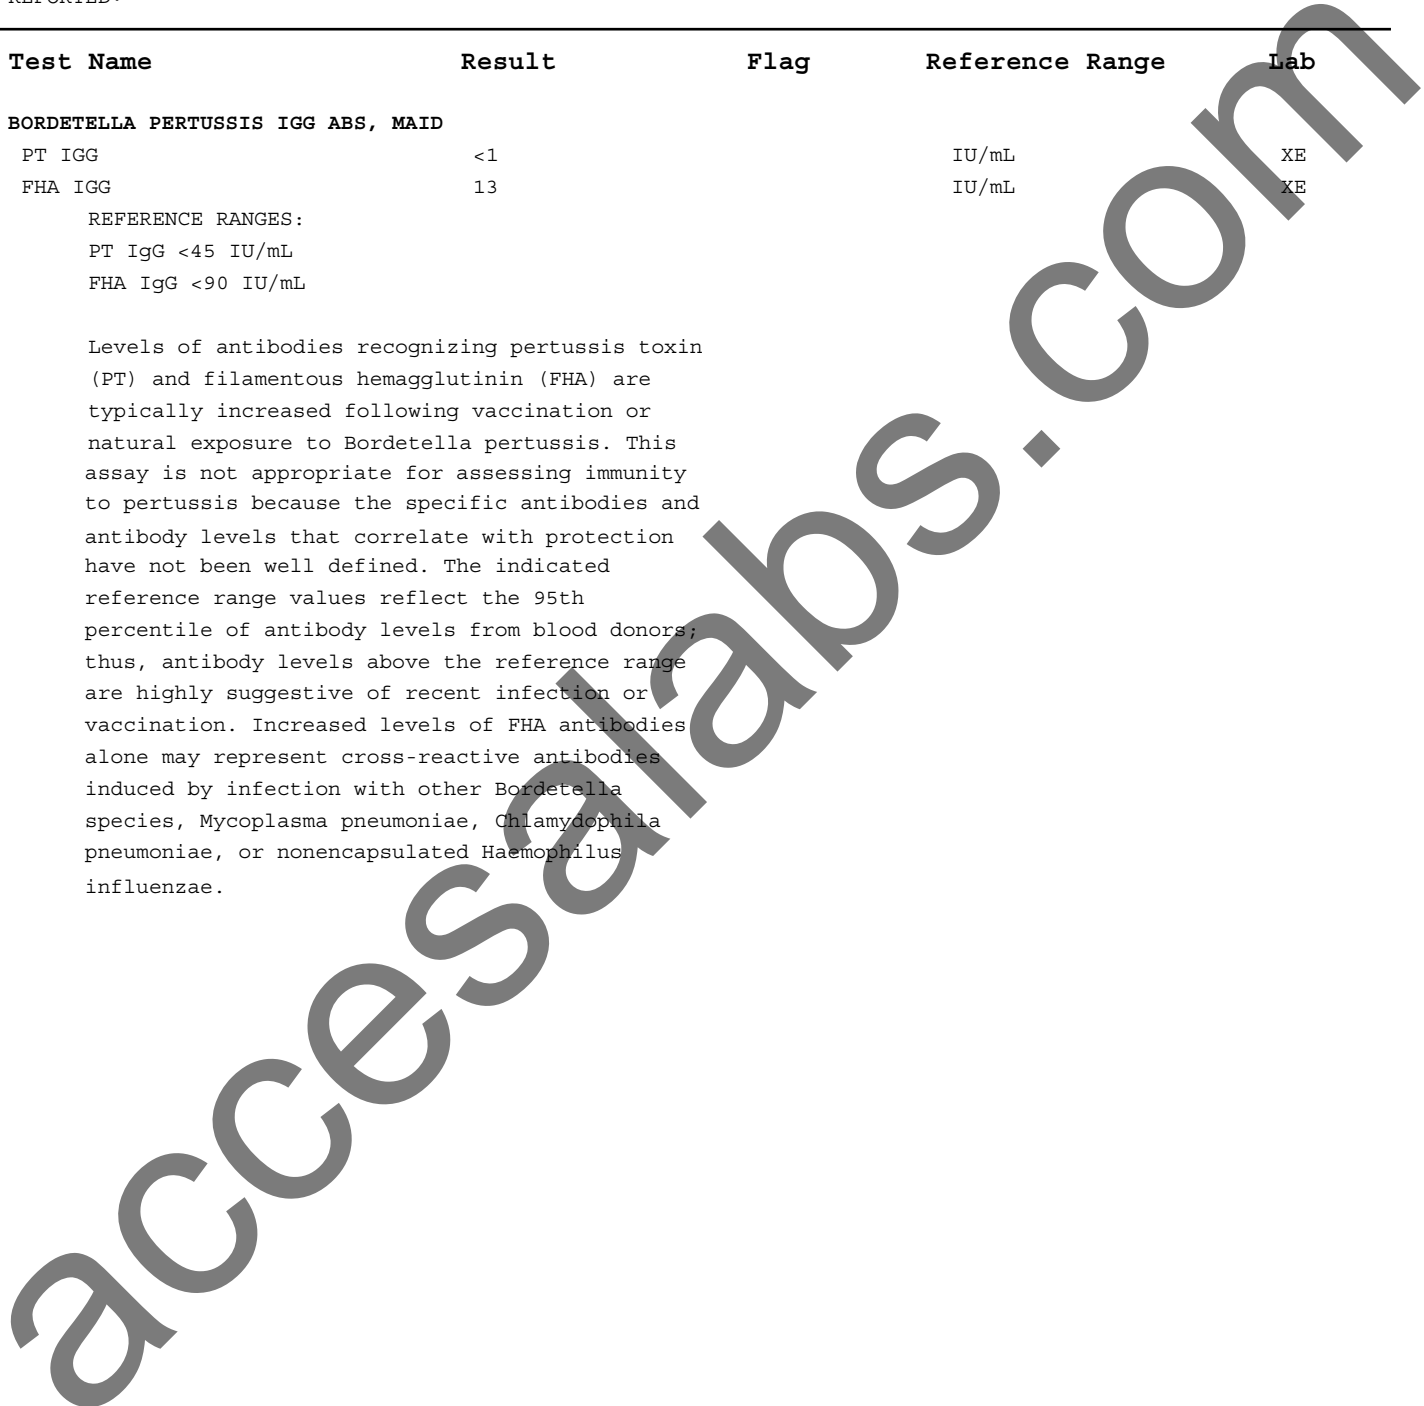 REPORTED:
Test Name Result Flag Reference Range Lab
BORDETELLA PERTUSSIS IGG ABS, MAID
PT IGG <1 IU/mL XE
FHA IGG 13 IU/mL XE
REFERENCE RANGES:
PT IgG <45 IU/mL
FHA IgG <90 IU/mL
Levels of antibodies recognizing pertussis toxin
(PT) and filamentous hemagglutinin (FHA) are
typically increased following vaccination or
natural exposure to Bordetella pertussis. This
assay is not appropriate for assessing immunity
to pertussis because the specific antibodies and
antibody levels that correlate with protection
have not been well defined. The indicated
reference range values reflect the 95th
percentile of antibody levels from blood donors;
thus, antibody levels above the reference range
are highly suggestive of recent infection or
vaccination. Increased levels of FHA antibodies
alone may represent cross-reactive antibodies
induced by infection with other Bordetella
species, Mycoplasma pneumoniae, Chlamydophila
pneumoniae, or nonencapsulated Haemophilus
influenzae.
accesalabs.com